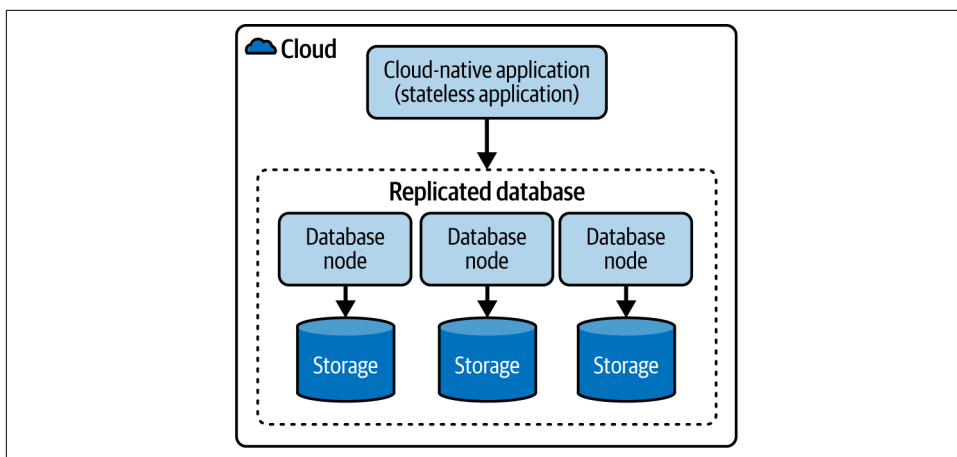 Cloud
Cloud-native application
(stateless application)
Replicated database
Database
node
Database
node
Database
node
Storage
Storage
Storage